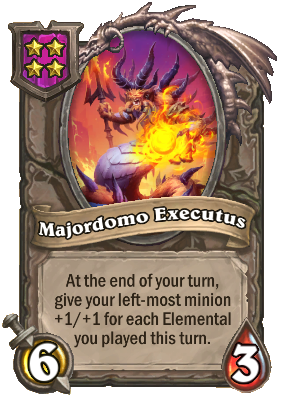 Majordomo Executus
At the end of your turn,
give your left-most minion
+1/+1 for each Elemental
you played this turn.
6
3